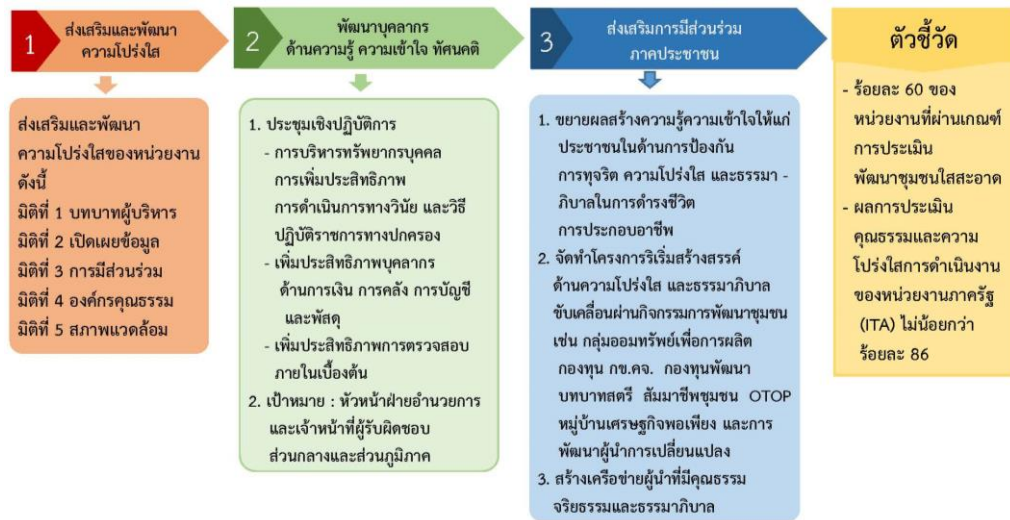 1
ส่งเสริมและพัฒนา
ความโปร่งใส
ส่งเสริมและพัฒนา
ความโปร่งใสของหน่วยงาน
ดังนี้
มิติที่ 1 บทบาทผู้บริหาร
มิติที่ 2 เปิดเผยข้อมูล
มิติที่ 3 การมีส่วนร่วม
มิติที่ 4 องค์กรคุณธรรม
มิติที่ 5 สภาพแวดล้อม
2
พัฒนาบุคลากร
ด้านความรู้ ความเข้าใจ ทัศนคติ
1. ประชุมเชิงปฏิบัติการ
- การบริหารทรัพยากรบุคคล
การเพิ่มประสิทธิภาพ
การดำเนินการทางวินัย และวิธี
ปฏิบัติราชการทางปกครอง
- เพิ่มประสิทธิภาพบุคลากร
ด้านการเงิน การคลัง การบัญชี
และพัสดุ
- เพิ่มประสิทธิภาพการตรวจสอบ
ภายในเบื้องต้น
2. เป้าหมาย : หัวหน้าฝ่ายอำนวยการ
และเจ้าหน้าที่ผู้รับผิดชอบ
ส่วนกลางและส่วนภูมิภาค
3
ส่งเสริมการมีส่วนร่วม
ภาคประชาชน
1. ขยายผลสร้างความรู้ความเข้าใจให้แก่
ประชาชนในด้านการป้องกัน
การทุจริต ความโปร่งใส และธรรมา -
ภิบาลในการดำรงชีวิต
การประกอบอาชีพ
2. จัดทำโครงการริเริ่มสร้างสรรค์
ด้านความโปร่งใส และธรรมาภิบาล
ขับเคลื่อนผ่านกิจกรรมการพัฒนาชุมชน
เช่น กลุ่มออมทรัพย์เพื่อการผลิต
กองทุน กข.คจ. กองทุนพัฒนา
บทบาทสตรี สัมมาชีพชุมชน OTOP
หมู่บ้านเศรษฐกิจพอเพียง และการ
พัฒนาผู้นำการเปลี่ยนแปลง
3. สร้างเครือข่ายผู้นำที่มีคุณธรรม
จริยธรรมและธรรมาภิบาล
ตัวชี้วัด
- ร้อยละ 60 ของ
หน่วยงานที่ผ่านเกณฑ์
การประเมิน
พัฒนาชุมชนใสสะอาด
- ผลการประเมิน
คุณธรรมและความ
โปร่งใสการดำเนินงาน
ของหน่วยงานภาครัฐ
(ITA) ไม่น้อยกว่า
ร้อยละ 86